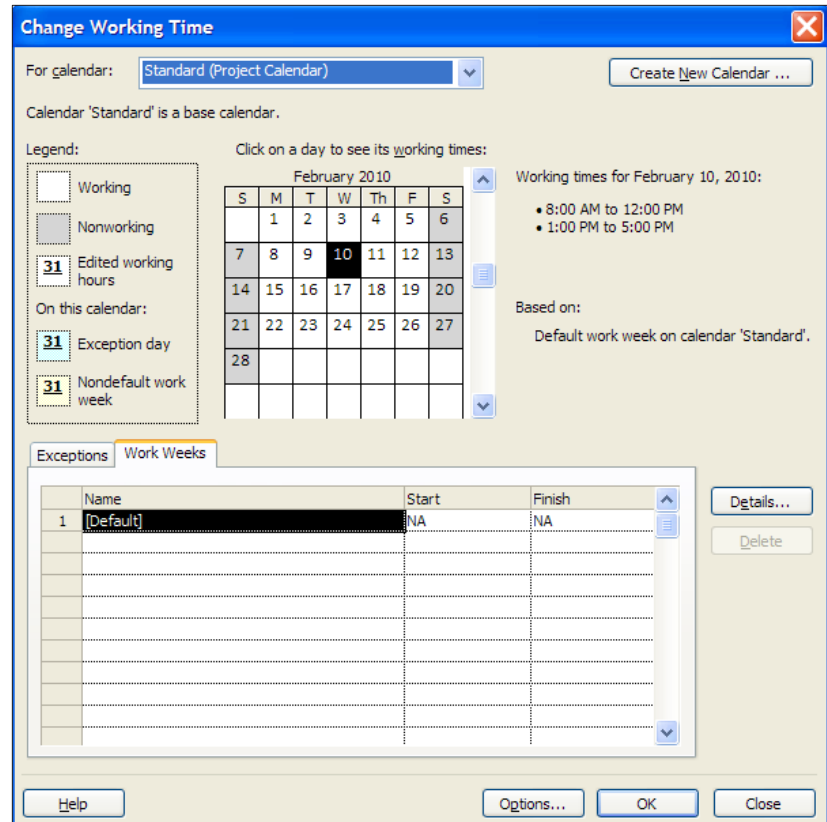 Change Working Time
For calendar: Standard (Project Calendar) Create New Calendar ...
Calendar 'Standard' is a base calendar.
Legend:
Working
Nonworking
31 Edited working hours
On this calendar:
31 Exception day
31 Nondefault work week
Click on a day to see its working times:
February 2010
S M T W Th F S
1 2 3 4 5 6
7 8 9 10 11 12 13
14 15 16 17 18 19 20
21 22 23 24 25 26 27
28
Working times for February 10, 2010:
• 8:00 AM to 12:00 PM
• 1:00 PM to 5:00 PM
Based on:
Default work week on calendar 'Standard'.
Exceptions Work Weeks
Name Start Finish
1 [Default] NA NA
Details...
Delete
Help Options... OK Close